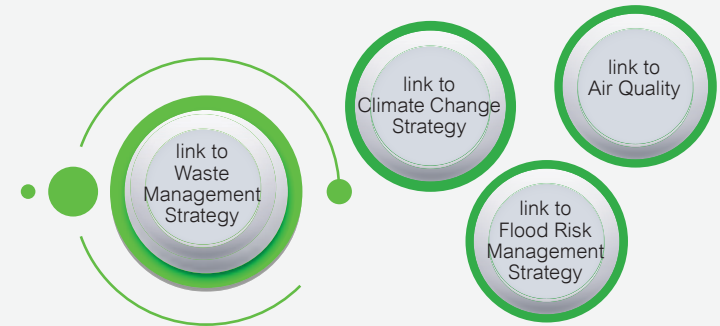 link to
Waste
Management
Strategy
link to
Climate Change
Strategy
link to
Air Quality
link to
Flood Risk
Management
Strategy